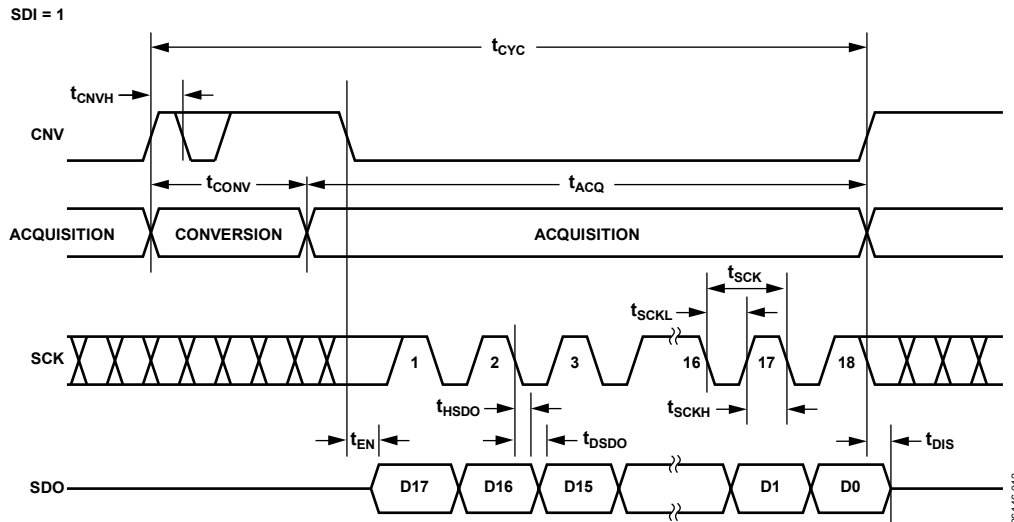 SDI = 1
tCYC
tCNVH
CNV
tCONV
tACQ
ACQUISITION
CONVERSION
ACQUISITION
tSCK
tSCKL
SCK
1
2
3
16
17
18
tHSDO
tSCKH
tEN
tDSDO
tDIS
SDO
D17
D16
D15
D1
D0